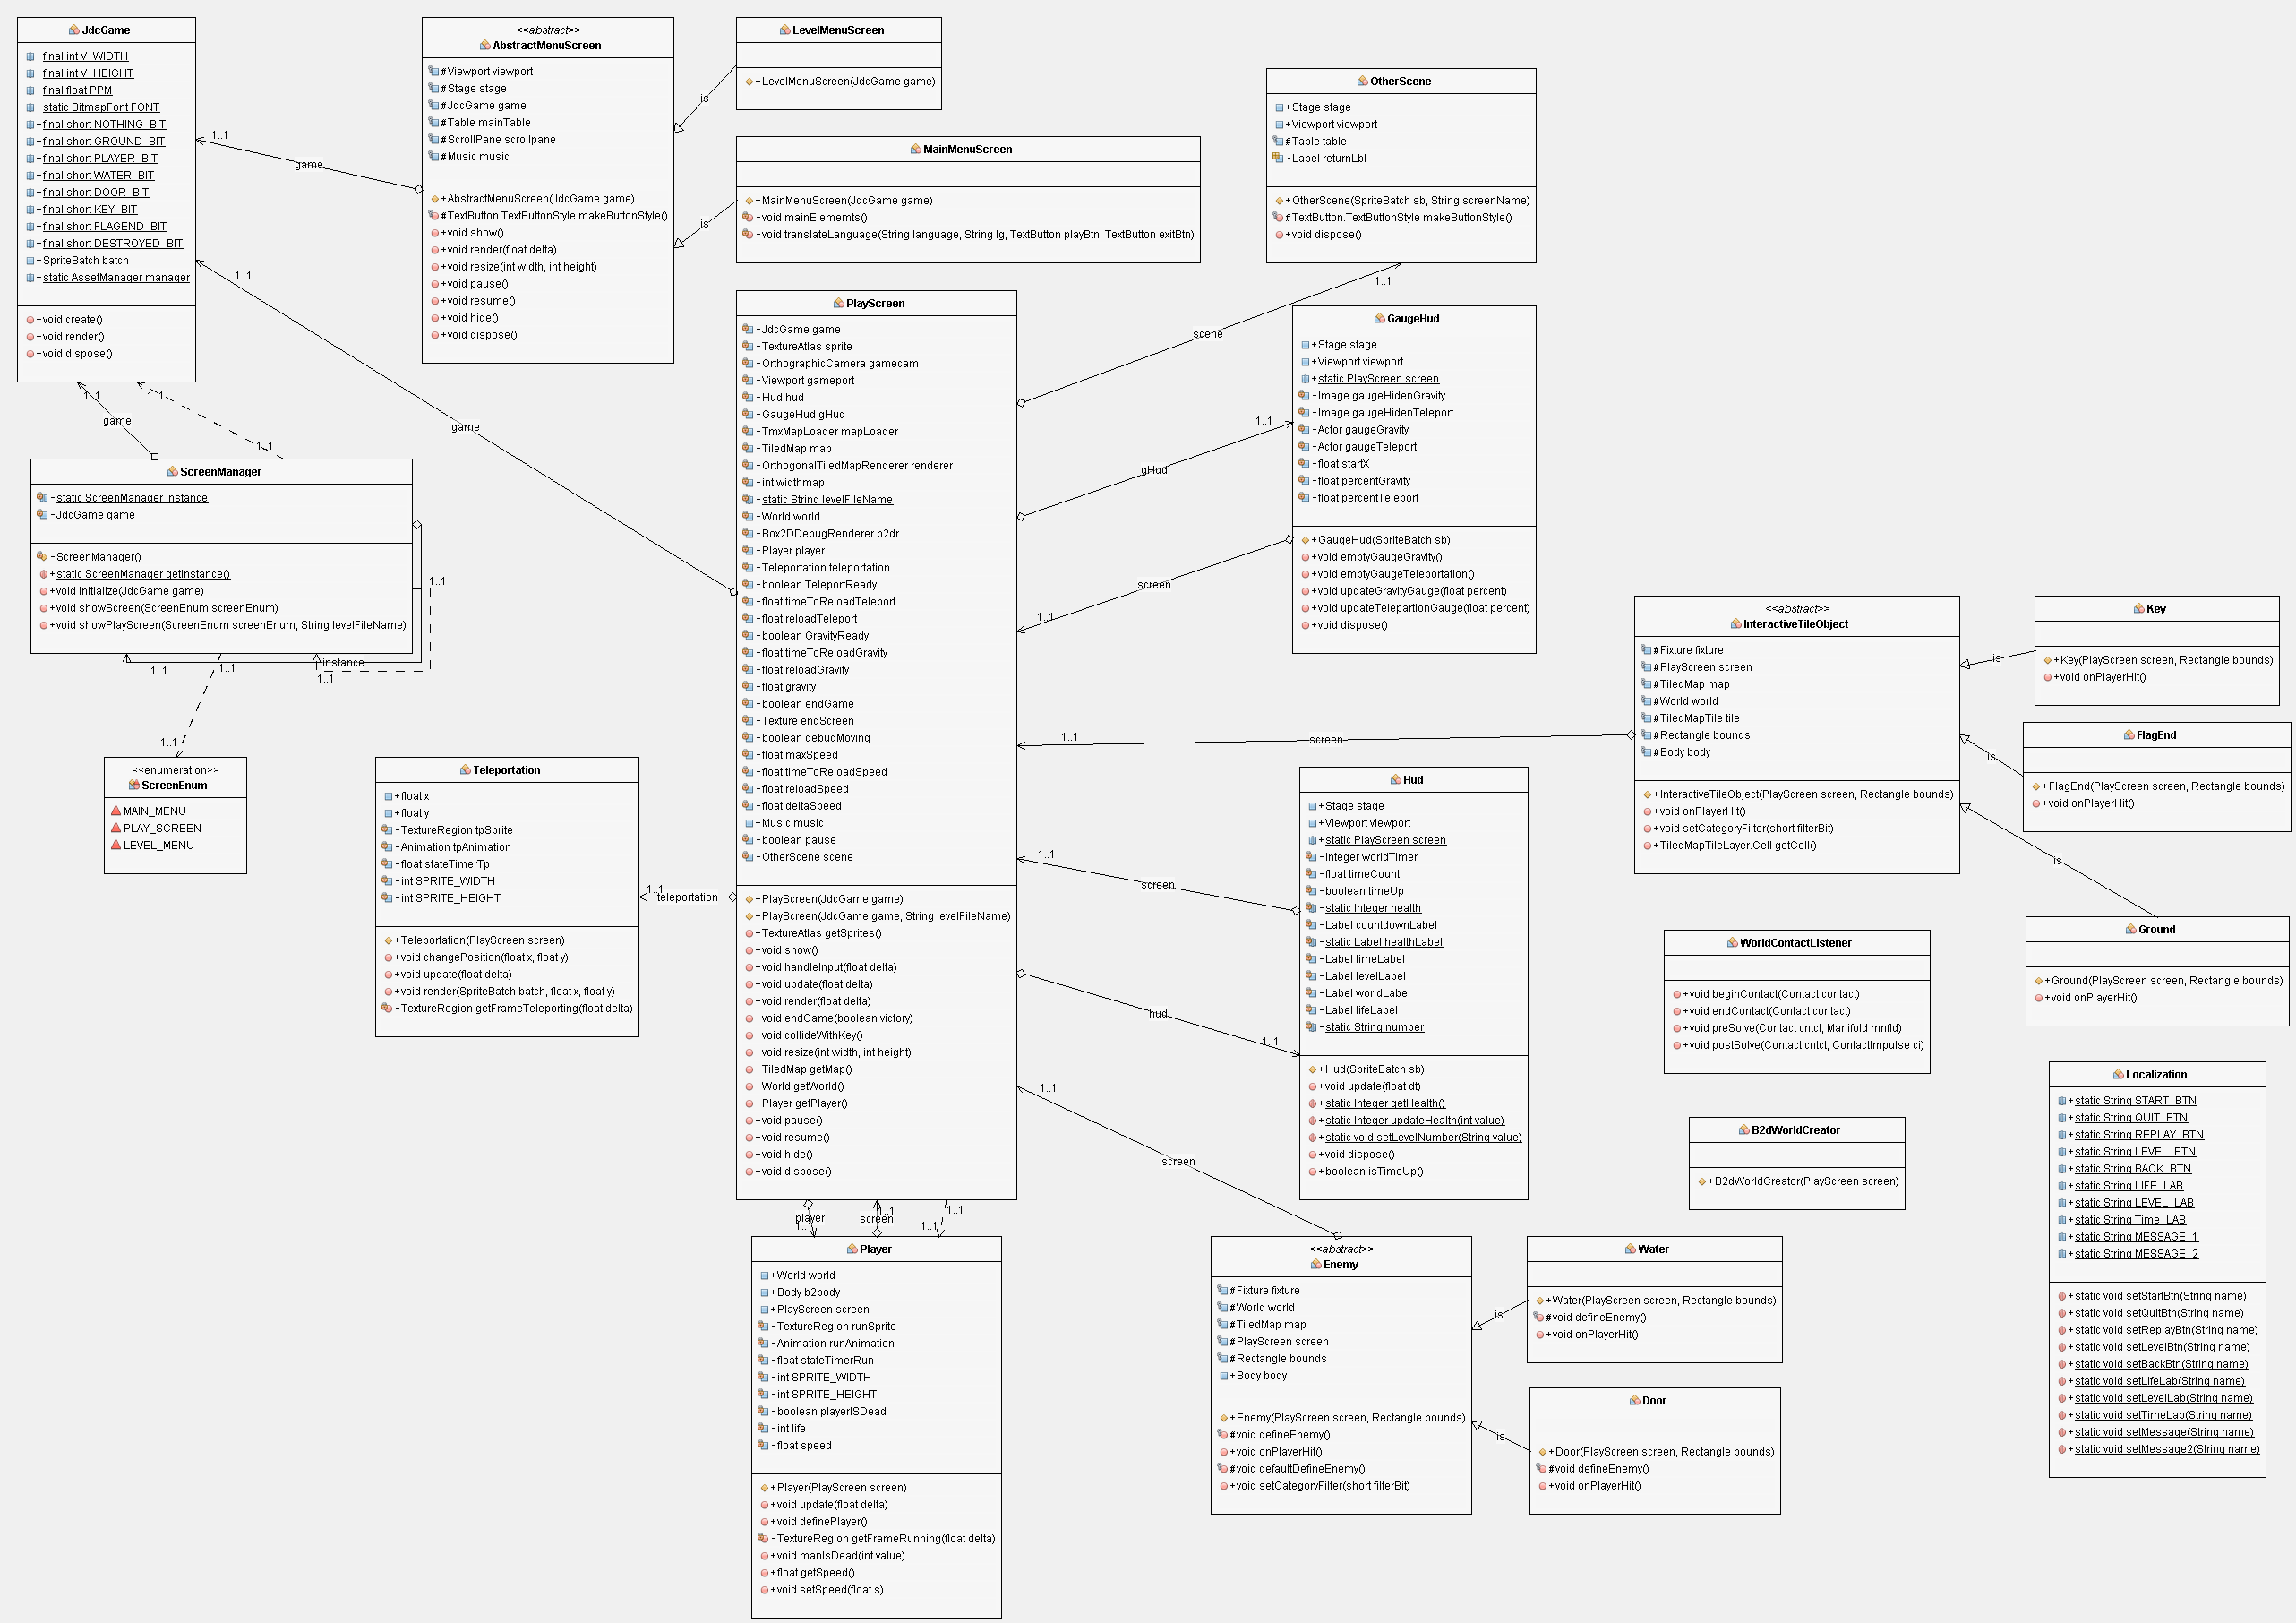 JdcGame
+final int V_WIDTH
+final int V_HEIGHT
+final float PPM
+static BitmapFont FONT
+final short NOTHING_BIT
+final short GROUND_BIT
+final short PLAYER_BIT
+final short WATER_BIT
+final short DOOR_BIT
+final short KEY_BIT
+final short FLAGEND_BIT
+final short DESTROYED_BIT
+SpriteBatch batch
+static AssetManager manager
+void create()
+void render()
+void dispose()
<<abstract>>
AbstractMenuScreen
#Viewport viewport
#Stage stage
#JdcGame game
#Table mainTable
#ScrollPane scrollpane
#Music music
+AbstractMenuScreen(JdcGame game)
#TextButton.TextButtonStyle makeButtonStyle()
+void show()
+void render(float delta)
+void resize(int width, int height)
+void pause()
+void resume()
+void hide()
+void dispose()
LevelMenuScreen
+LevelMenuScreen(JdcGame game)
is
MainMenuScreen
+MainMenuScreen(JdcGame game)
-void mainElememts()
-void translateLanguage(String language, String lg, TextButton playBtn, TextButton exitBtn)
is
OtherScene
+Stage stage
+Viewport viewport
#Table table
-Label returnLbl
+OtherScene(SpriteBatch sb, String screenName)
#TextButton.TextButtonStyle makeButtonStyle()
+void dispose()
1..1
game
1..1
game
1..1
scene
1..1
game
1..1
1..1
ScreenManager
-static ScreenManager instance
-JdcGame game
-ScreenManager()
+static ScreenManager getInstance()
+void initialize(JdcGame game)
+void showScreen(ScreenEnum screenEnum)
+void showPlayScreen(ScreenEnum screenEnum, String levelFileName)
1..1
1..1
1..1
instance
1..1
1..1
<<enumeration>>
ScreenEnum
MAIN_MENU
PLAY_SCREEN
LEVEL_MENU
PlayScreen
-JdcGame game
-TextureAtlas sprite
-OrthographicCamera gamecam
-Viewport gameport
-Hud hud
-GaugeHud gHud
-TmxMapLoader mapLoader
-TiledMap map
-OrthogonalTiledMapRenderer renderer
-int widthmap
-static String levelFileName
-World world
-Box2DDebugRenderer b2dr
-Player player
-Teleportation teleportation
-boolean TeleportReady
-float timeToReloadTeleport
-float reloadTeleport
-boolean GravityReady
-float timeToReloadGravity
-float reloadGravity
-float gravity
-boolean endGame
-Texture endScreen
-boolean debugMoving
-float maxSpeed
-float timeToReloadSpeed
-float reloadSpeed
-float deltaSpeed
+Music music
-boolean pause
-OtherScene scene
+PlayScreen(JdcGame game)
+PlayScreen(JdcGame game, String levelFileName)
+TextureAtlas getSprites()
+void show()
+void handleInput(float delta)
+void update(float delta)
+void render(float delta)
+void endGame(boolean victory)
+void collideWithKey()
+void resize(int width, int height)
+TiledMap getMap()
+World getWorld()
+Player getPlayer()
+void pause()
+void resume()
+void hide()
+void dispose()
GaugeHud
+Stage stage
+Viewport viewport
+static PlayScreen screen
-Image gaugeHidenGravity
-Image gaugeHidenTeleport
-Actor gaugeGravity
-Actor gaugeTeleport
-float startX
-float percentGravity
-float percentTeleport
+GaugeHud(SpriteBatch sb)
+void emptyGaugeGravity()
+void emptyGaugeTeleportation()
+void updateGravityGauge(float percent)
+void updateTelepartionGauge(float percent)
+void dispose()
1..1
gHud
screen
1..1
<<abstract>>
InteractiveTileObject
#Fixture fixture
#PlayScreen screen
#TiledMap map
#World world
#TiledMapTile tile
#Rectangle bounds
#Body body
+InteractiveTileObject(PlayScreen screen, Rectangle bounds)
+void onPlayerHit()
+void setCategoryFilter(short filterBit)
+TiledMapTileLayer.Cell getCell()
Key
+Key(PlayScreen screen, Rectangle bounds)
+void onPlayerHit()
is
FlagEnd
+FlagEnd(PlayScreen screen, Rectangle bounds)
+void onPlayerHit()
is
is
Ground
+Ground(PlayScreen screen, Rectangle bounds)
+void onPlayerHit()
1..1
screen
Teleportation
+float x
+float y
-TextureRegion tpSprite
-Animation tpAnimation
-float stateTimerTp
-int SPRITE_WIDTH
-int SPRITE_HEIGHT
+Teleportation(PlayScreen screen)
+void changePosition(float x, float y)
+void update(float delta)
+void render(SpriteBatch batch, float x, float y)
-TextureRegion getFrameTeleporting(float delta)
1..1
teleportation
Hud
+Stage stage
+Viewport viewport
+static PlayScreen screen
-Integer worldTimer
-float timeCount
-boolean timeUp
-static Integer health
-Label countdownLabel
-static Label healthLabel
-Label timeLabel
-Label levelLabel
-Label worldLabel
-Label lifeLabel
-static String number
+Hud(SpriteBatch sb)
+void update(float dt)
+static Integer getHealth()
+static Integer updateHealth(int value)
+static void setLevelNumber(String value)
+void dispose()
+boolean isTimeUp()
1..1
screen
hud
1..1
1..1
screen
WorldContactListener
+void beginContact(Contact contact)
+void endContact(Contact contact)
+void preSolve(Contact cntct, Manifold mnfld)
+void postSolve(Contact cntct, ContactImpulse ci)
B2dWorldCreator
+B2dWorldCreator(PlayScreen screen)
Localization
+static String START_BTN
+static String QUIT_BTN
+static String REPLAY_BTN
+static String LEVEL_BTN
+static String BACK_BTN
+static String LIFE_LAB
+static String LEVEL_LAB
+static String Time_LAB
+static String MESSAGE_1
+static String MESSAGE_2
+static void setStartBtn(String name)
+static void setQuitBtn(String name)
+static void setReplayBtn(String name)
+static void setLevelBtn(String name)
+static void setBackBtn(String name)
+static void setLifeLab(String name)
+static void setLevelLab(String name)
+static void setTimeLab(String name)
+static void setMessage(String name)
+static void setMessage2(String name)
player
1..1
1..1
screen
1..1
1..1
Player
+World world
+Body b2body
+PlayScreen screen
-TextureRegion runSprite
-Animation runAnimation
-float stateTimerRun
-int SPRITE_WIDTH
-int SPRITE_HEIGHT
-boolean playerISDead
-int life
-float speed
+Player(PlayScreen screen)
+void update(float delta)
+void definePlayer()
-TextureRegion getFrameRunning(float delta)
+void manIsDead(int value)
+float getSpeed()
+void setSpeed(float s)
<<abstract>>
Enemy
#Fixture fixture
#World world
#TiledMap map
#PlayScreen screen
#Rectangle bounds
+Body body
+Enemy(PlayScreen screen, Rectangle bounds)
#void defineEnemy()
+void onPlayerHit()
#void defaultDefineEnemy()
+void setCategoryFilter(short filterBit)
Water
+Water(PlayScreen screen, Rectangle bounds)
#void defineEnemy()
+void onPlayerHit()
is
Door
+Door(PlayScreen screen, Rectangle bounds)
#void defineEnemy()
+void onPlayerHit()
is